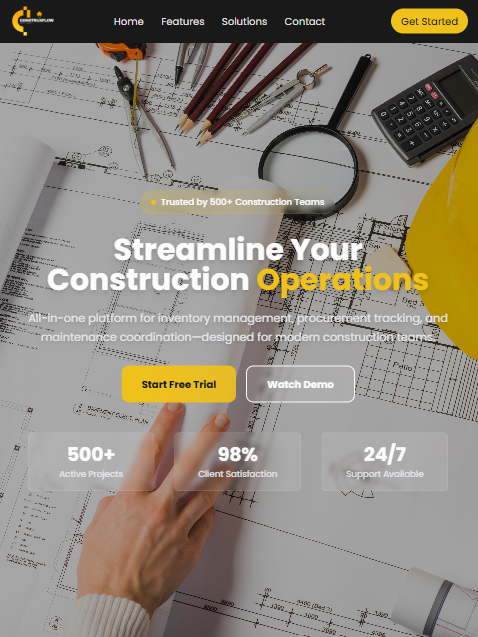 CONSTRUXFLOW
Home Features Solutions Contact
Get Started
Trusted by 500+ Construction Teams
Streamline Your
Construction Operations
All-in-one platform for inventory management, procurement tracking, and
maintenance coordination—designed for modern construction teams.
Start Free Trial
Watch Demo
500+
Active Projects
98%
Client Satisfaction
24/7
Support Available